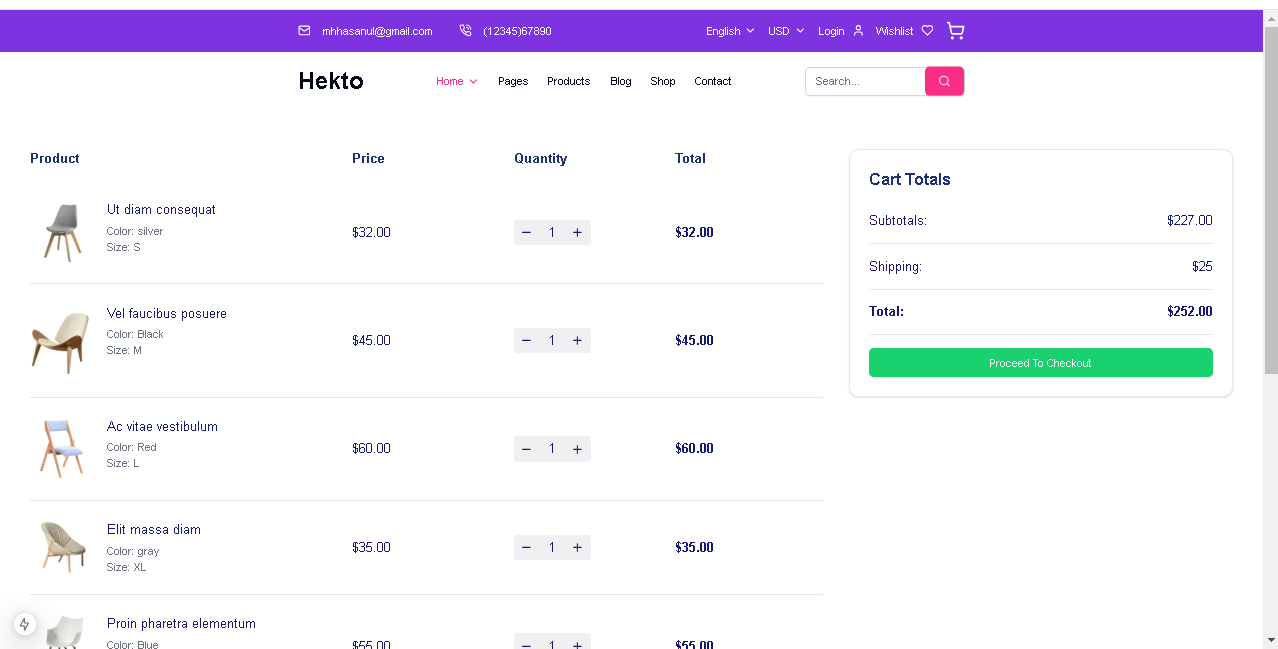 mhhasanul@gmail.com (12345)67890 English USD Login Wishlist
Hekto Home Pages Products Blog Shop Contact Search...
Product Price Quantity Total
Ut diam consequat
Color: silver
Size: S
$32.00 − 1 + $32.00
Vel faucibus posuere
Color: Black
Size: M
$45.00 − 1 + $45.00
Ac vitae vestibulum
Color: Red
Size: L
$60.00 − 1 + $60.00
Elit massa diam
Color: gray
Size: XL
$35.00 − 1 + $35.00
Proin pharetra elementum
Color: Blue
$55.00 − 1 + $55.00
Cart Totals
Subtotals: $227.00
Shipping: $25
Total: $252.00
Proceed To Checkout